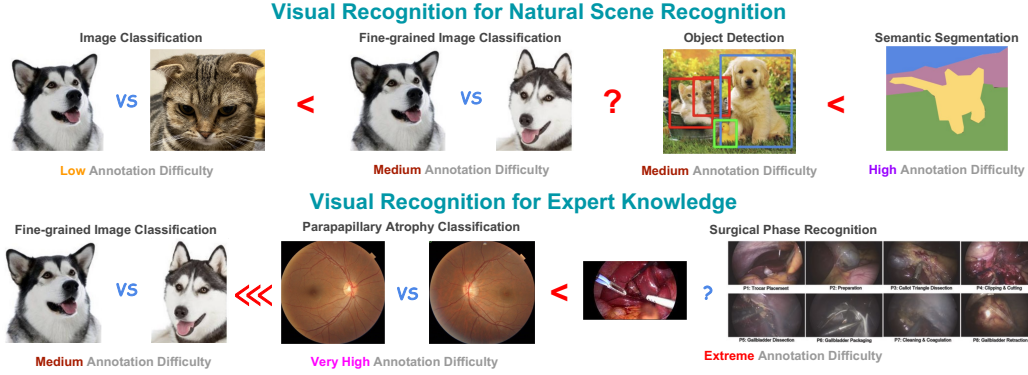 Visual Recognition for Natural Scene Recognition
Image Classification
Fine-grained Image Classification
Object Detection
Semantic Segmentation
VS
<
VS
?
<
Low Annotation Difficulty
Medium Annotation Difficulty
Medium Annotation Difficulty
High Annotation Difficulty
Visual Recognition for Expert Knowledge
Fine-grained Image Classification
Parapapillary Atrophy Classification
Surgical Phase Recognition
VS
<<<
VS
<
?
P1: Trocar Placement
P2: Preparation
P3: Callot Triangle Dissection
P4: Clipping & Cutting
P5: Gallbladder Dissection
P6: Gallbladder Packaging
P7: Cleaning & Coagulation
P8: Gallbladder Retraction
Medium Annotation Difficulty
Very High Annotation Difficulty
Extreme Annotation Difficulty